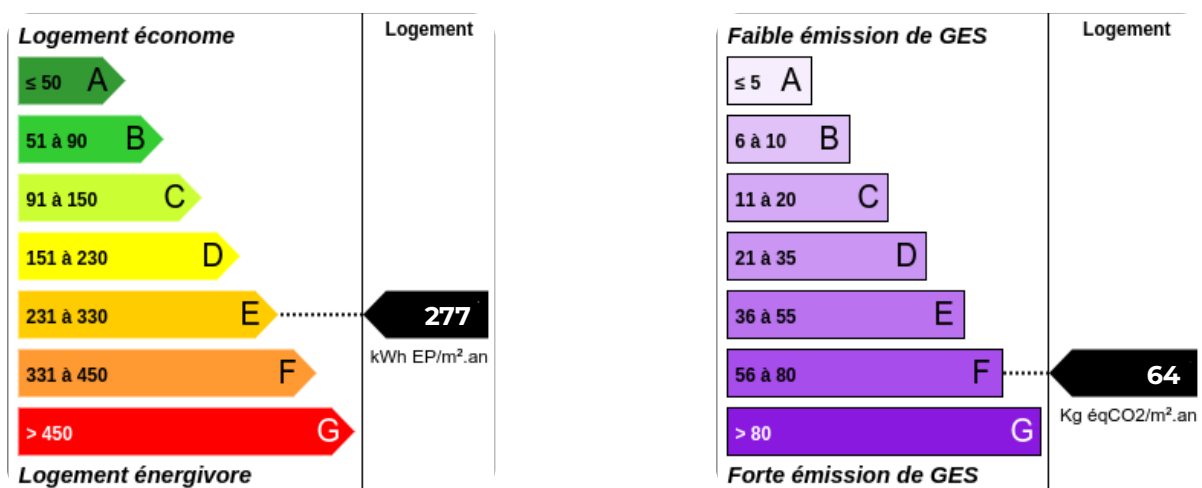 Logement économe
Logement
≤ 50 A
51 à 90 B
91 à 150 C
151 à 230 D
231 à 330 E
277
kWh EP/m².an
331 à 450 F
> 450 G
Logement énergivore
Faible émission de GES
Logement
≤ 5 A
6 à 10 B
11 à 20 C
21 à 35 D
36 à 55 E
56 à 80 F
64
Kg éqCO2/m².an
> 80 G
Forte émission de GES